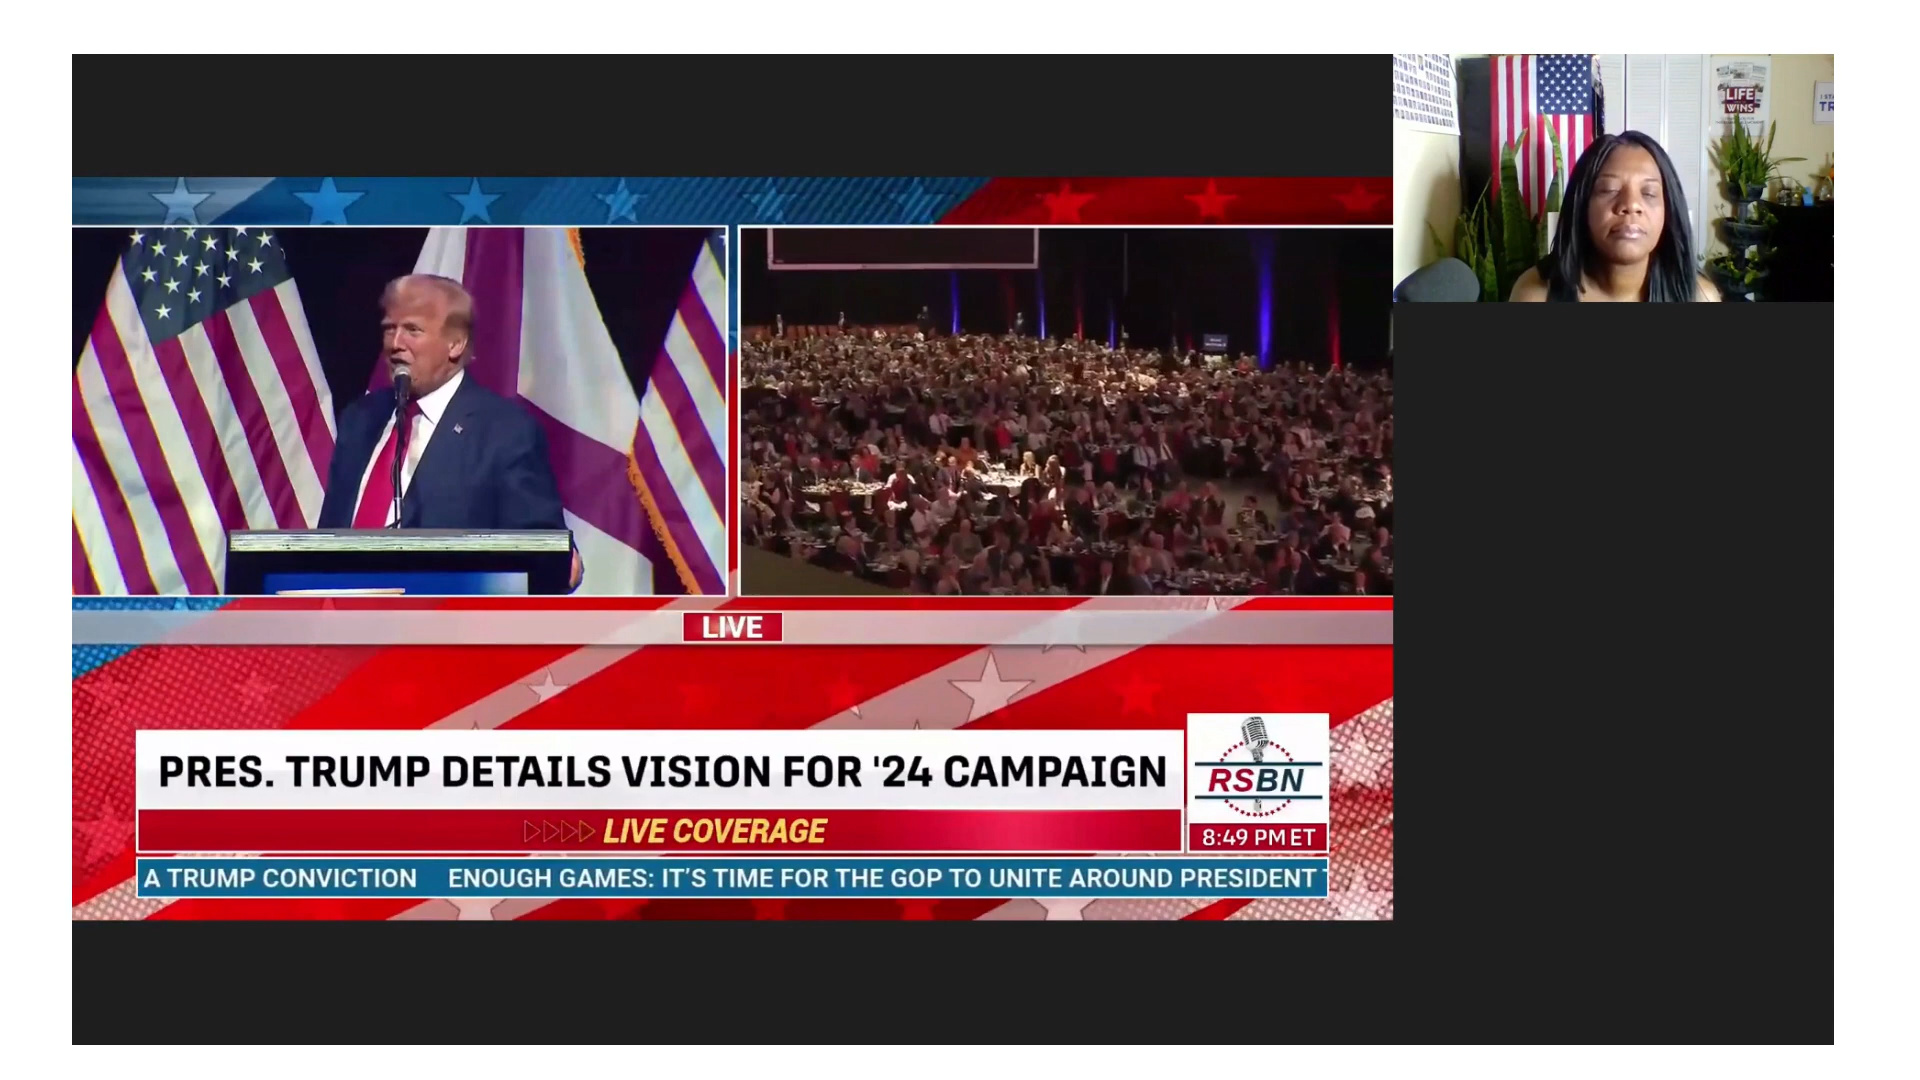 LIFE
WINS
LIVE
PRES. TRUMP DETAILS VISION FOR '24 CAMPAIGN
RSBN
LIVE COVERAGE
8:49 PM ET
A TRUMP CONVICTION ENOUGH GAMES: IT'S TIME FOR THE GOP TO UNITE AROUND PRESIDENT